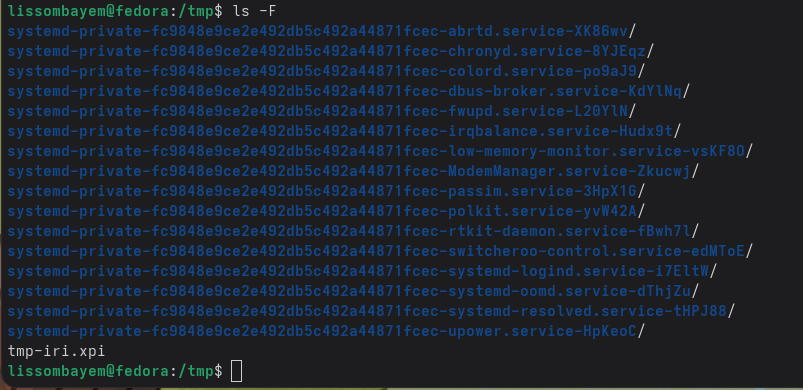 lissombayem@fedora:/tmp$ ls -F
systemd-private-fc9848e9ce2e492db5c492a44871fcec-abrtd.service-XK86wv/
systemd-private-fc9848e9ce2e492db5c492a44871fcec-chronyd.service-8YJEqz/
systemd-private-fc9848e9ce2e492db5c492a44871fcec-colord.service-po9aJ9/
systemd-private-fc9848e9ce2e492db5c492a44871fcec-dbus-broker.service-KdYlNq/
systemd-private-fc9848e9ce2e492db5c492a44871fcec-fwupd.service-L20YlN/
systemd-private-fc9848e9ce2e492db5c492a44871fcec-irqbalance.service-Hudx9t/
systemd-private-fc9848e9ce2e492db5c492a44871fcec-low-memory-monitor.service-vsKF8O/
systemd-private-fc9848e9ce2e492db5c492a44871fcec-ModemManager.service-Zkucwj/
systemd-private-fc9848e9ce2e492db5c492a44871fcec-passim.service-3HpX1G/
systemd-private-fc9848e9ce2e492db5c492a44871fcec-polkit.service-yvW42A/
systemd-private-fc9848e9ce2e492db5c492a44871fcec-rtkit-daemon.service-fBwh7l/
systemd-private-fc9848e9ce2e492db5c492a44871fcec-switcheroo-control.service-edMToE/
systemd-private-fc9848e9ce2e492db5c492a44871fcec-systemd-logind.service-i7EltW/
systemd-private-fc9848e9ce2e492db5c492a44871fcec-systemd-oomd.service-dThjZu/
systemd-private-fc9848e9ce2e492db5c492a44871fcec-systemd-resolved.service-tHPJ88/
systemd-private-fc9848e9ce2e492db5c492a44871fcec-upower.service-HpKeoC/
tmp-iri.xpi
lissombayem@fedora:/tmp$